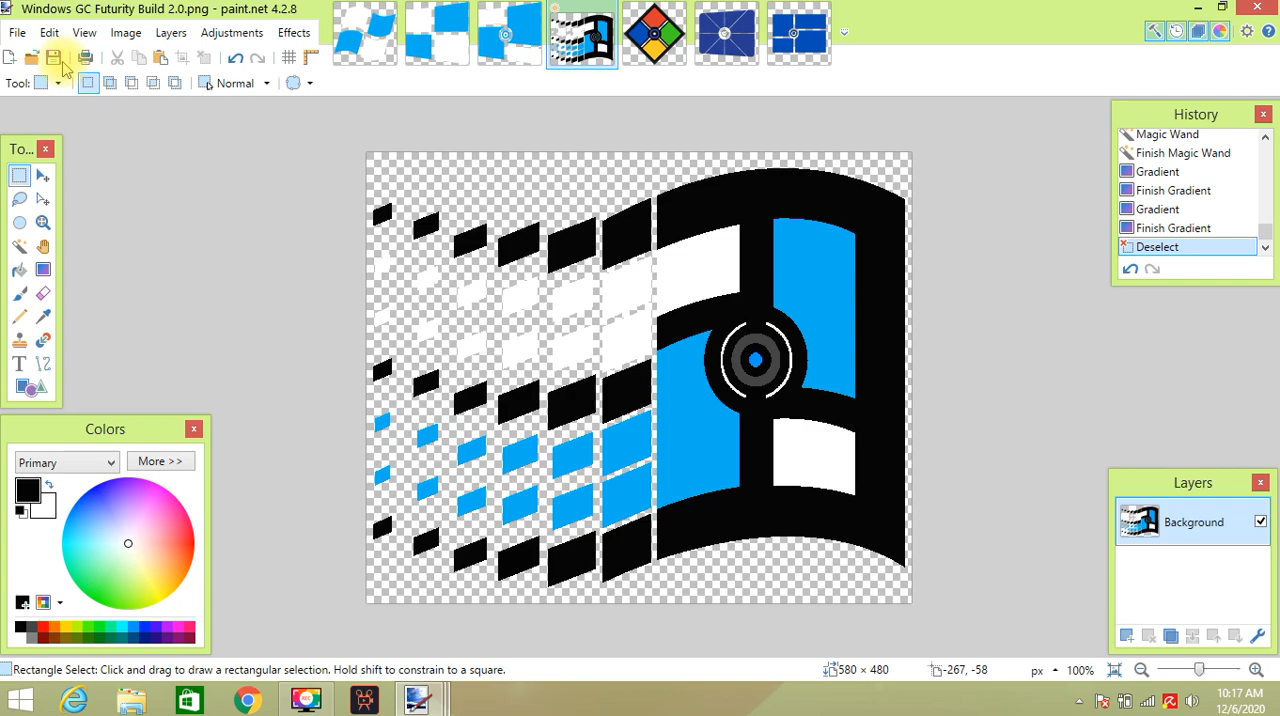 Windows GC Futurity Build 2.0.png - paint.net 4.2.8
File Edit View Image Layers Adjustments Effects
Tool:
Normal
To...
History
Magic Wand
Finish Magic Wand
Gradient
Finish Gradient
Gradient
Finish Gradient
Deselect
Colors
Primary
More >>
Layers
Background
Rectangle Select: Click and drag to draw a rectangular selection. Hold shift to constrain to a square.
580 × 480
-267, -58
px
100%
10:17 AM
12/6/2020